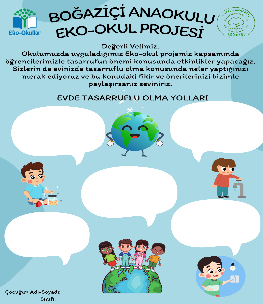 BOĞAZİÇİ ANAOKULU
EKO-OKUL PROJESİ
Eko-Okullar
Değerli Velimiz,
Okulumuzda uyguladığımız Eko-okul projemiz kapsamında
öğrencilerimizle tasarrufun önemi konusunda etkinlikler yapacağız.
Sizlerin de evinizde tasarruflu olma konusunda neler yaptığınızı
merak ediyoruz ve bu konudaki fikir ve önerilerinizi bizimle
paylaşırsanız seviniriz.
EVDE TASARRUFLU OLMA YOLLARI
Çocuğun Adı-Soyadı:
Sınıfı: